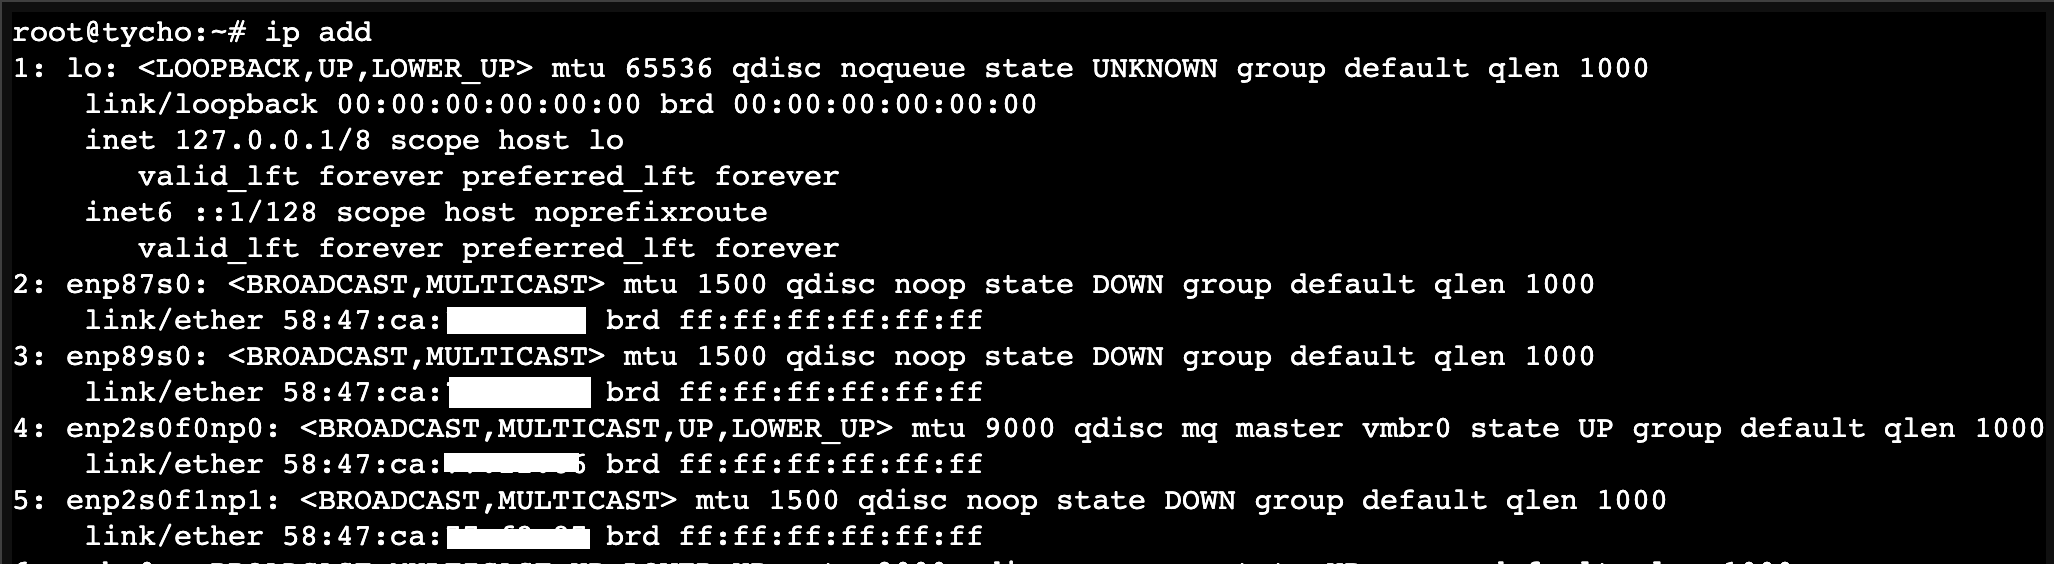 root@tycho:~# ip add
1: lo: <LOOPBACK,UP,LOWER_UP> mtu 65536 qdisc noqueue state UNKNOWN group default qlen 1000
link/loopback 00:00:00:00:00:00 brd 00:00:00:00:00:00
inet 127.0.0.1/8 scope host lo
valid_lft forever preferred_lft forever
inet6 ::1/128 scope host noprefixroute
valid_lft forever preferred_lft forever
2: enp87s0: <BROADCAST,MULTICAST> mtu 1500 qdisc noop state DOWN group default qlen 1000
link/ether 58:47:ca: brd ff:ff:ff:ff:ff:ff
3: enp89s0: <BROADCAST,MULTICAST> mtu 1500 qdisc noop state DOWN group default qlen 1000
link/ether 58:47:ca: brd ff:ff:ff:ff:ff:ff
4: enp2s0f0np0: <BROADCAST,MULTICAST,UP,LOWER_UP> mtu 9000 qdisc mq master vmbr0 state UP group default qlen 1000
link/ether 58:47:ca: brd ff:ff:ff:ff:ff:ff
5: enp2s0f1np1: <BROADCAST,MULTICAST> mtu 1500 qdisc noop state DOWN group default qlen 1000
link/ether 58:47:ca: brd ff:ff:ff:ff:ff:ff